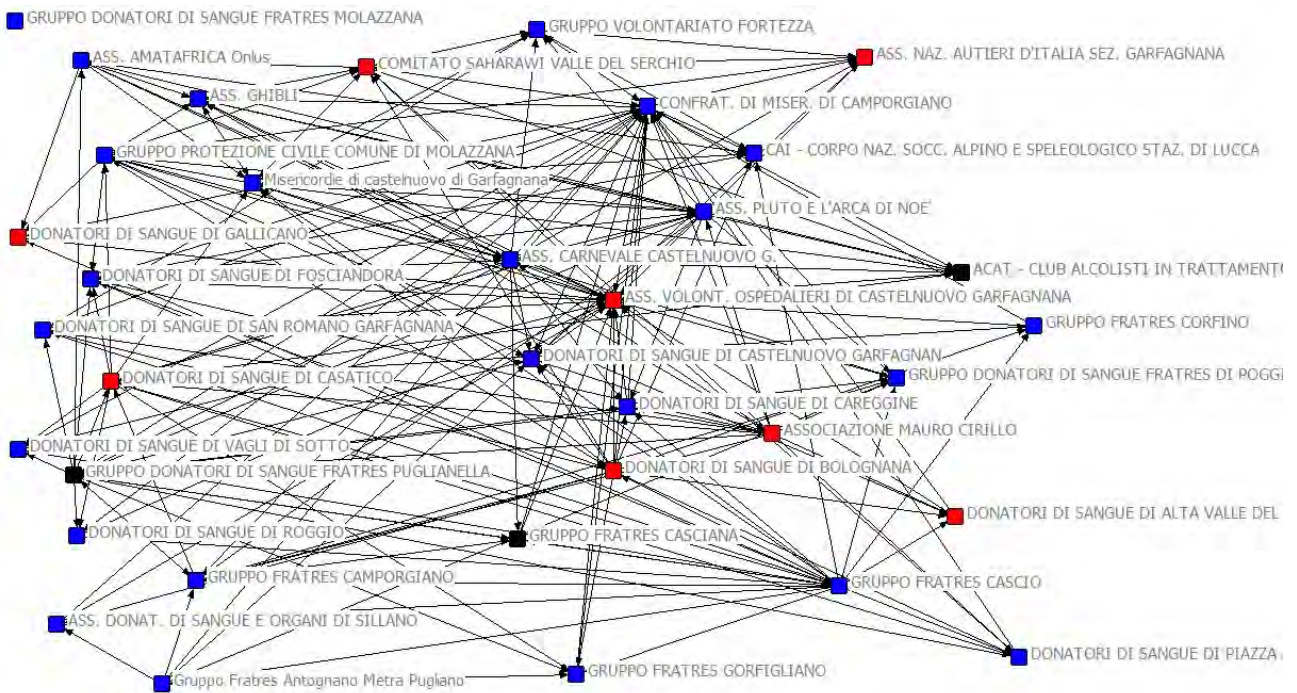 GRUPPO DONATORI DI SANGUE FRATRES MOLAZZANA
GRUPPO VOLONTARIATO FORTEZZA
ASS. AMATAFRICA Onlus
COMITATO SAHARAWI VALLE DEL SERCHIO
ASS. NAZ. AUTIERI D'ITALIA SEZ. GARFAGNANA
ASS. GHIBLI
CONFRAT. DI MISER. DI CAMPORGIANO
GRUPPO PROTEZIONE CIVILE COMUNE DI MOLAZZANA
CAI - CORPO NAZ. SOCC. ALPINO E SPELEOLOGICO STAZ. DI LUCCA
Misericordie di castelnuovo di Garfagnana
ASS. PLUTO E L'ARCA DI NOE'
DONATORI DI SANGUE DI GALLICANO
ASS. CARNEVALE CASTELNUOVO G.
DONATORI DI SANGUE DI FOSCIANDORA
ACAT - CLUB ALCOLISTI IN TRATTAMENTO
ASS. VOLONT. OSPEDALIERI DI CASTELNUOVO GARFAGNANA
DONATORI DI SANGUE DI SAN ROMANO GARFAGNANA
GRUPPO FRATRES CORFINO
DONATORI DI SANGUE DI CASTELNUOVO GARFAGNAN
DONATORI DI SANGUE DI CASATICO
GRUPPO DONATORI DI SANGUE FRATRES DI POGGI
DONATORI DI SANGUE DI CAREGGINE
ASSOCIAZIONE MAURO CIRILLO
DONATORI DI SANGUE DI VAGLI DI SOTTO
GRUPPO DONATORI DI SANGUE FRATRES PUGLIANELLA
DONATORI DI SANGUE DI BOLOGNANA
DONATORI DI SANGUE DI ALTA VALLE DEL
DONATORI DI SANGUE DI ROGGIO
GRUPPO FRATRES CASCIANA
GRUPPO FRATRES CAMPORGIANO
GRUPPO FRATRES CASCIO
ASS. DONAT. DI SANGUE E ORGANI DI SILLANO
DONATORI DI SANGUE DI PIAZZA
GRUPPO FRATRES GORFIGLIANO
Gruppo Fratres Antognano Metra Pugliano